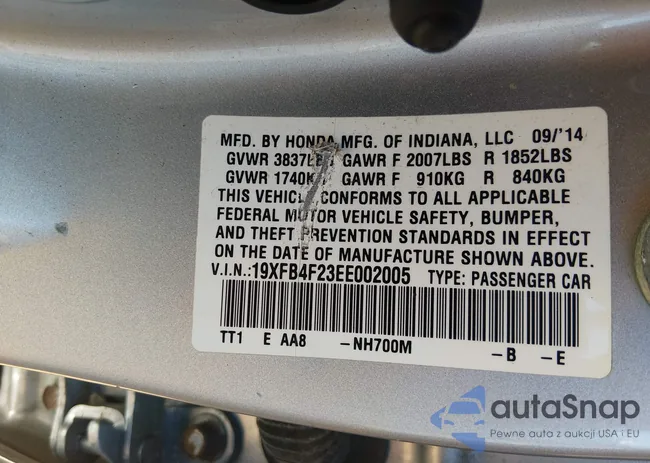 MFD. BY HONDA MFG. OF INDIANA, LLC 09/'14
GVWR 3837LBS GAWR F 2007LBS R 1852LBS
GVWR 1740KG GAWR F 910KG R 840KG
THIS VEHICLE CONFORMS TO ALL APPLICABLE
FEDERAL MOTOR VEHICLE SAFETY, BUMPER,
AND THEFT PREVENTION STANDARDS IN EFFECT
ON THE DATE OF MANUFACTURE SHOWN ABOVE.
V.I.N.:19XFB4F23EE002005 TYPE: PASSENGER CAR
TT1 E AA8 -NH700M -B -E
autaSnap
Pewne auta z aukcji USA i EU